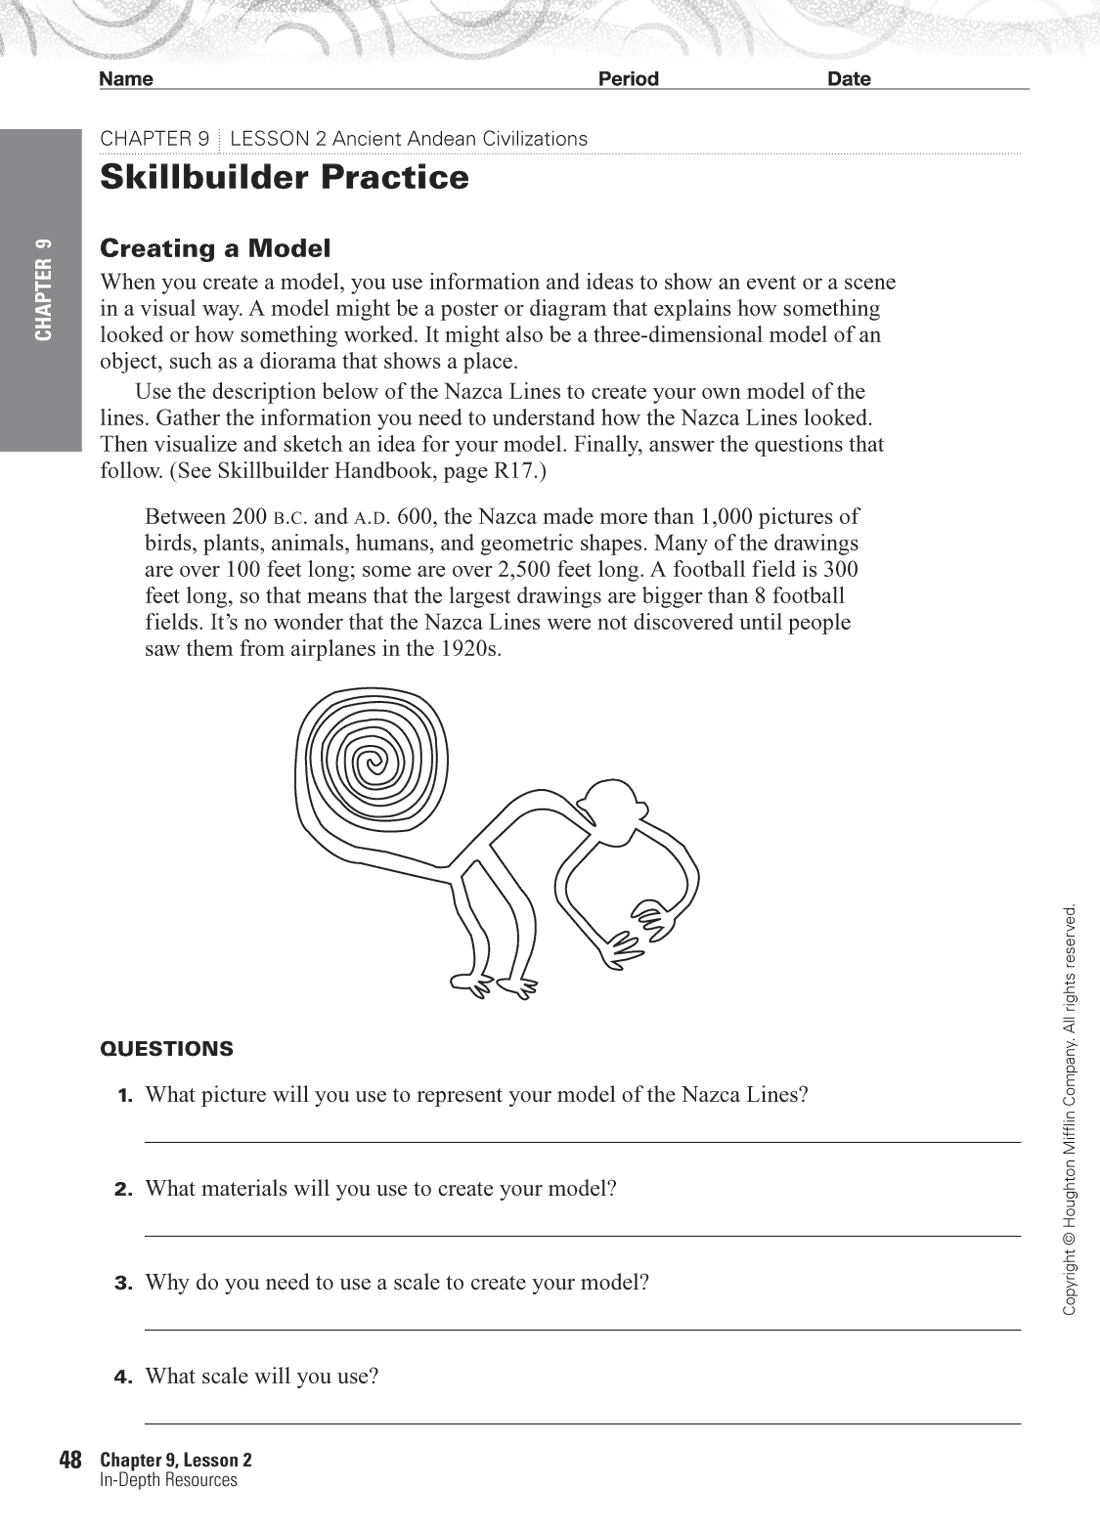 Name Period Date
CHAPTER 9 LESSON 2 Ancient Andean Civilizations
Skillbuilder Practice
CHAPTER 9
Creating a Model
When you create a model, you use information and ideas to show an event or a scene
in a visual way. A model might be a poster or diagram that explains how something
looked or how something worked. It might also be a three-dimensional model of an
object, such as a diorama that shows a place.
Use the description below of the Nazca Lines to create your own model of the
lines. Gather the information you need to understand how the Nazca Lines looked.
Then visualize and sketch an idea for your model. Finally, answer the questions that
follow. (See Skillbuilder Handbook, page R17.)
Between 200 B.C. and A.D. 600, the Nazca made more than 1,000 pictures of
birds, plants, animals, humans, and geometric shapes. Many of the drawings
are over 100 feet long; some are over 2,500 feet long. A football field is 300
feet long, so that means that the largest drawings are bigger than 8 football
fields. It's no wonder that the Nazca Lines were not discovered until people
saw them from airplanes in the 1920s.
QUESTIONS
1. What picture will you use to represent your model of the Nazca Lines?
2. What materials will you use to create your model?
3. Why do you need to use a scale to create your model?
4. What scale will you use?
Copyright © Houghton Mifflin Company. All rights reserved.
48 Chapter 9, Lesson 2
In-Depth Resources